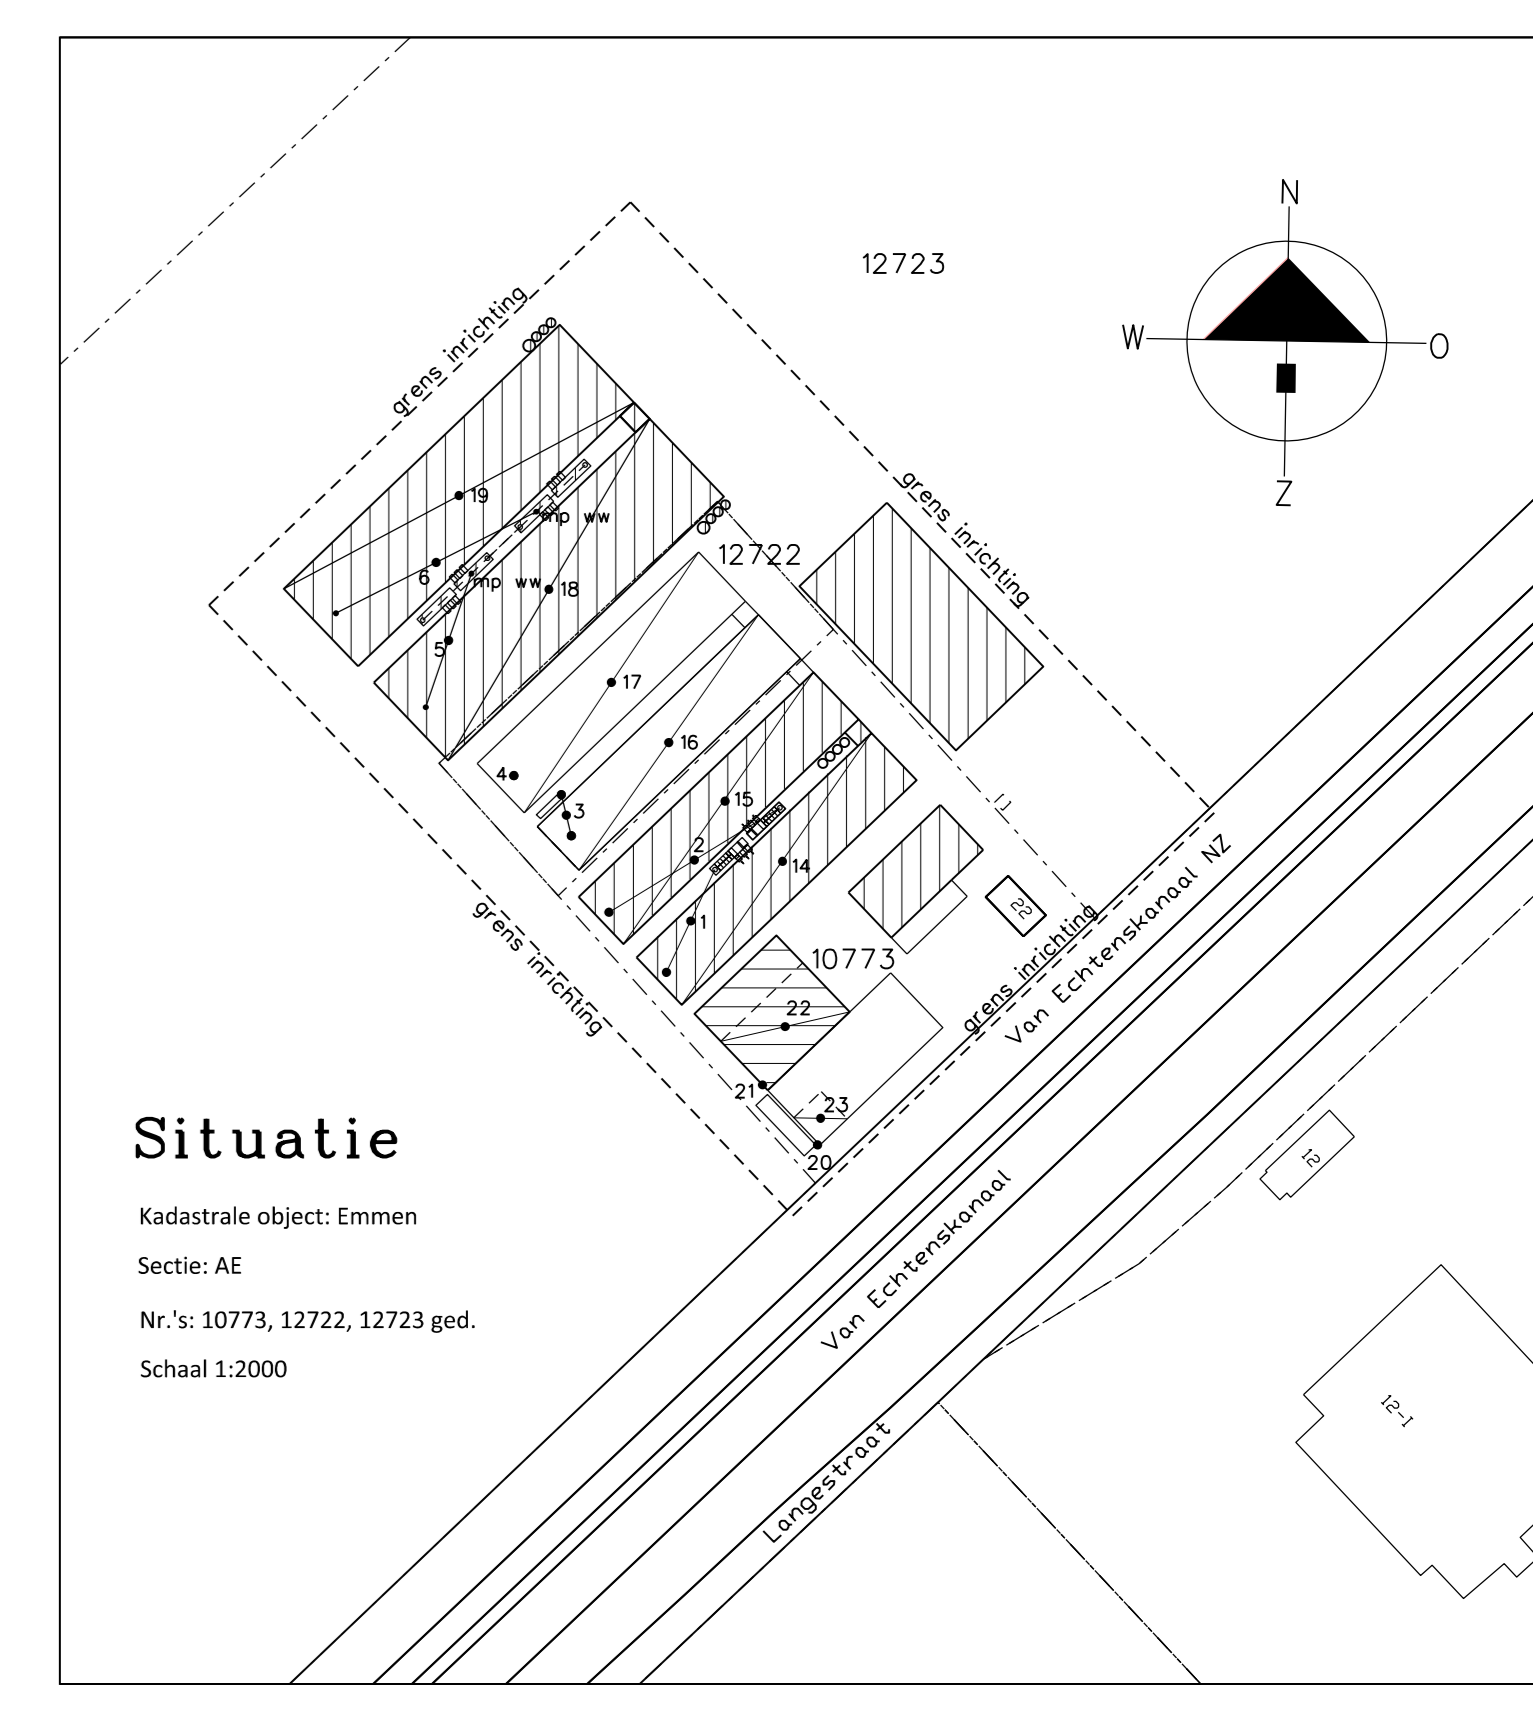 N
12723
W
O
Z
grens inrichting
grens inrichting
19
mp ww
12722
6
mp ww
18
5
17
16
4
3
15
2
14
1
22
grens inrichting
grens inrichting
Van Echtenskanaal NZ
10773
22
21
23
20
12
Situatie
Kadastrale object: Emmen
Sectie: AE
Nr.'s: 10773, 12722, 12723 ged.
Schaal 1:2000
Van Echtenskanaal
Langestraat
12-1